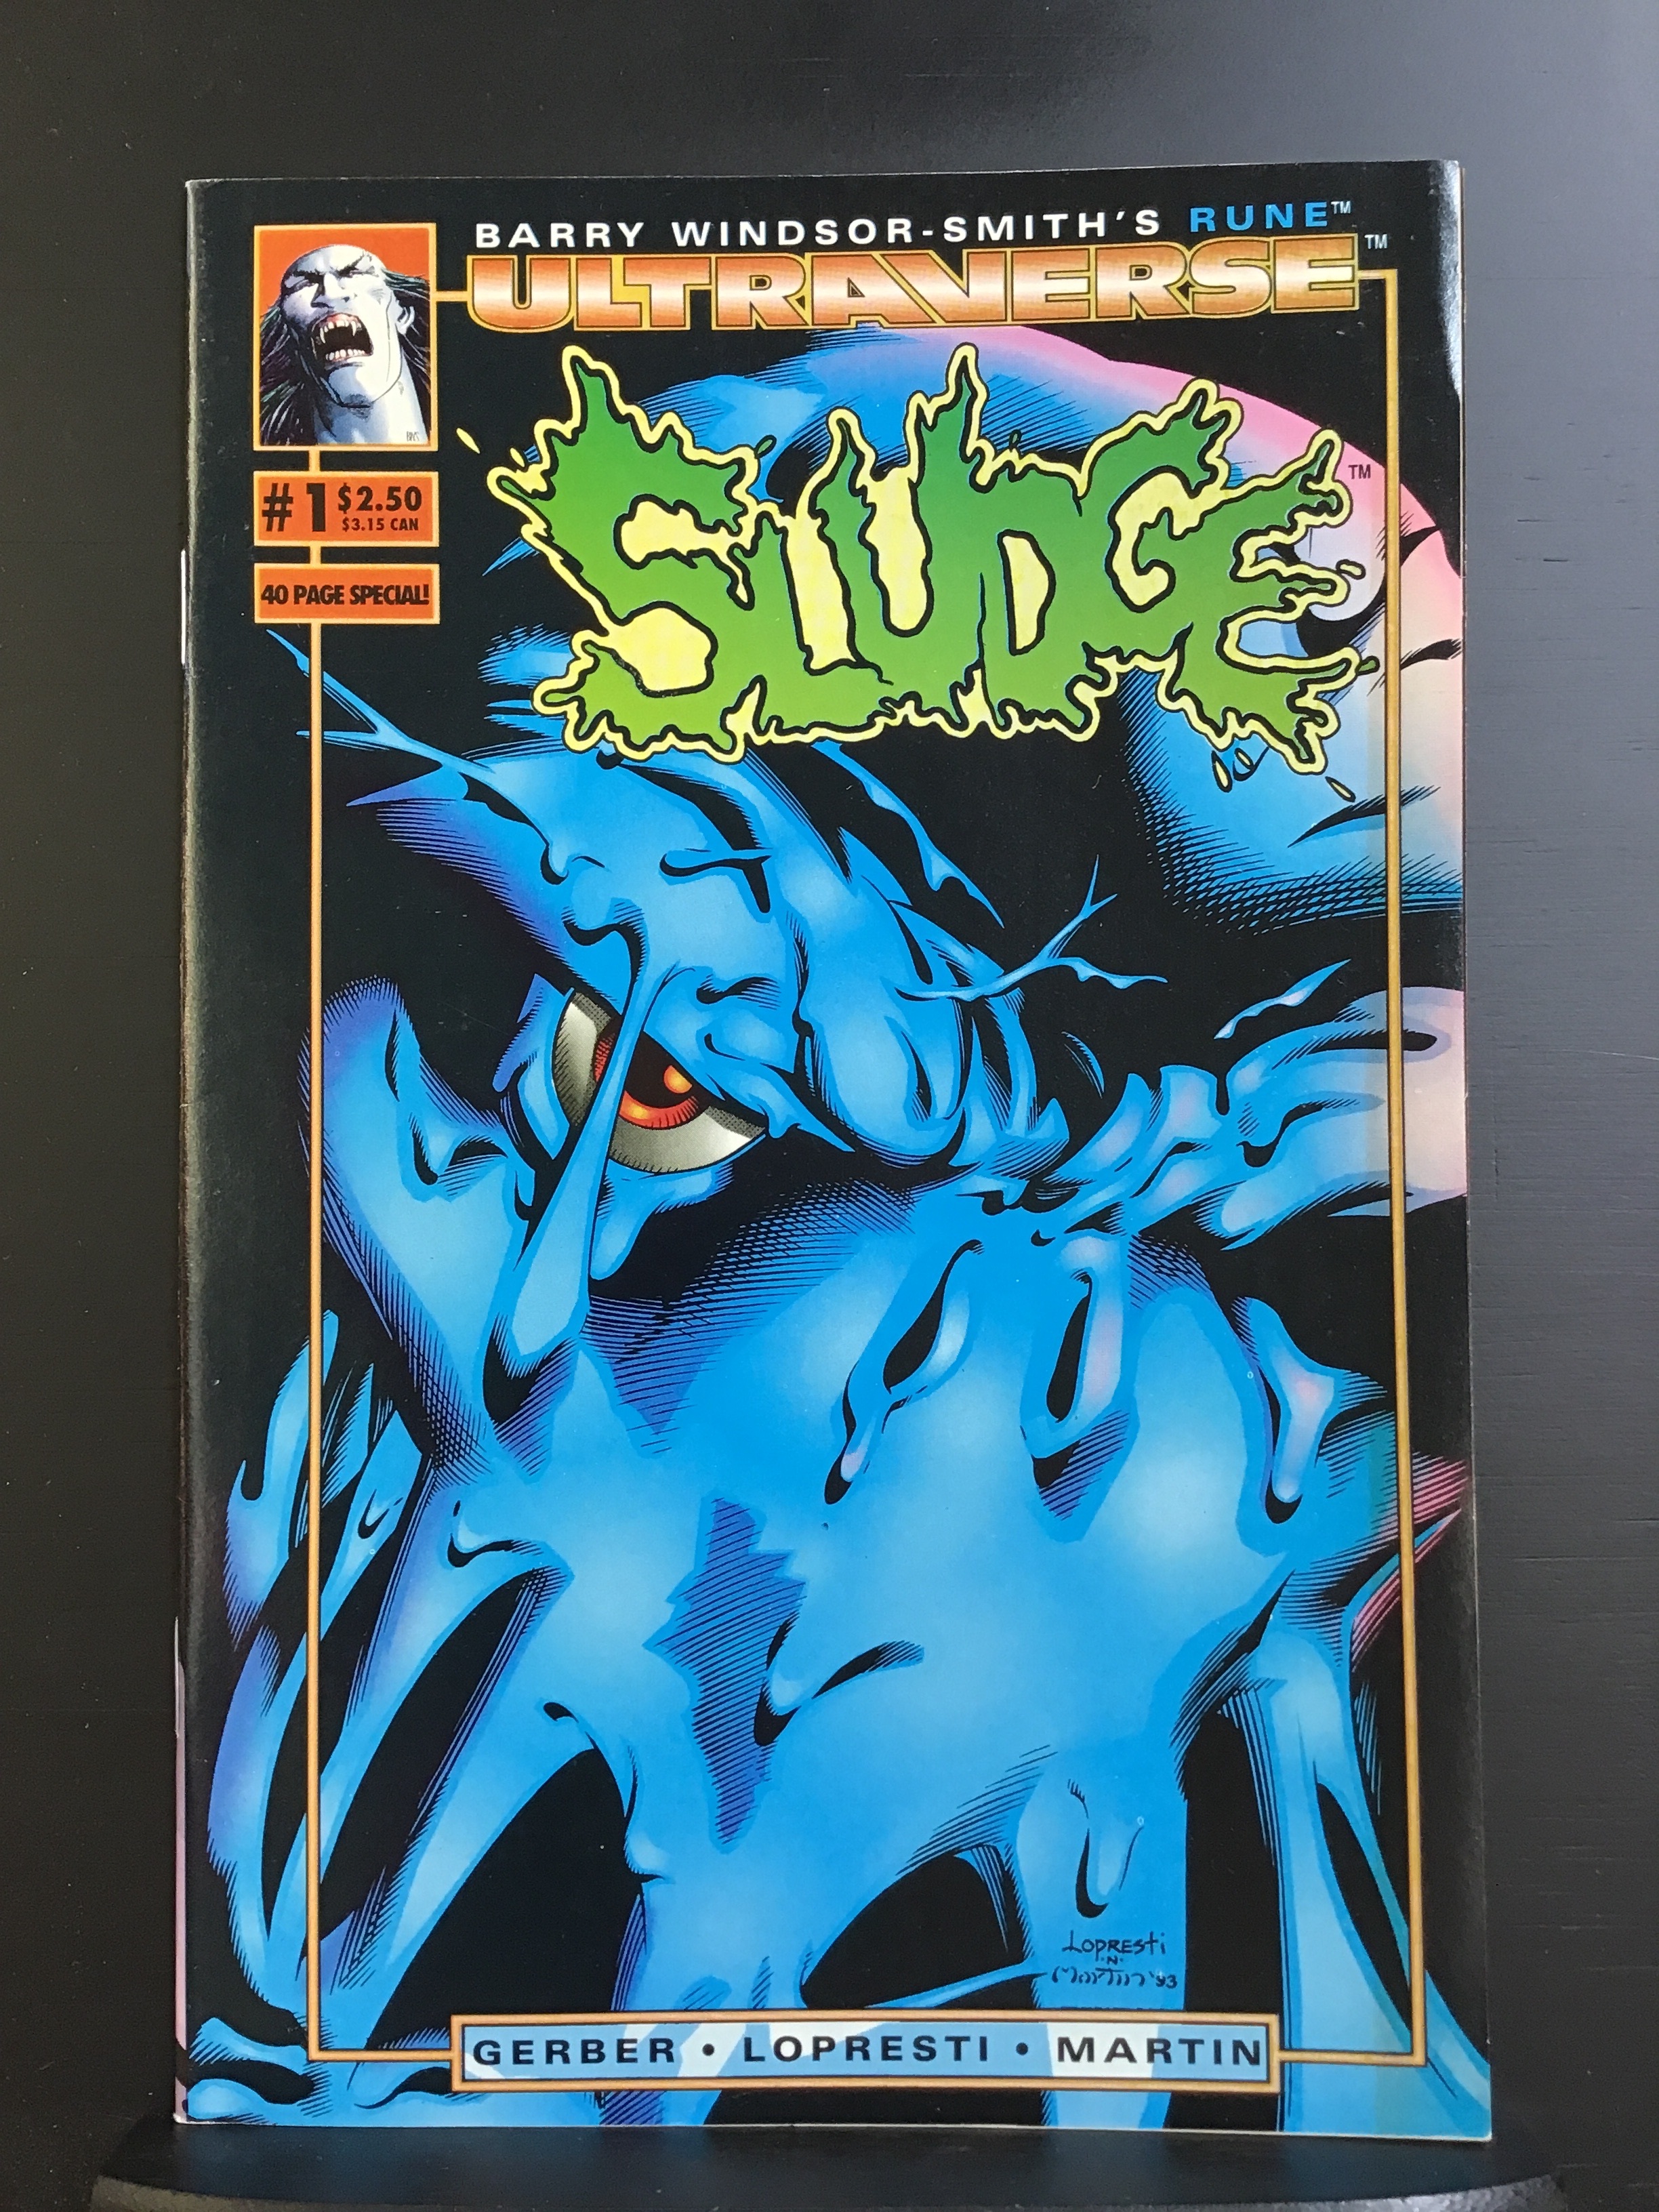 BARRY WINDSOR-SMITH'S RUNE™
ULTRAVERSE™
BWS
#1 $2.50
$3.15 CAN
40 PAGE SPECIAL!
SLUDGE™
LOPRESTI
'N'
MARTIN '93
GERBER • LOPRESTI • MARTIN